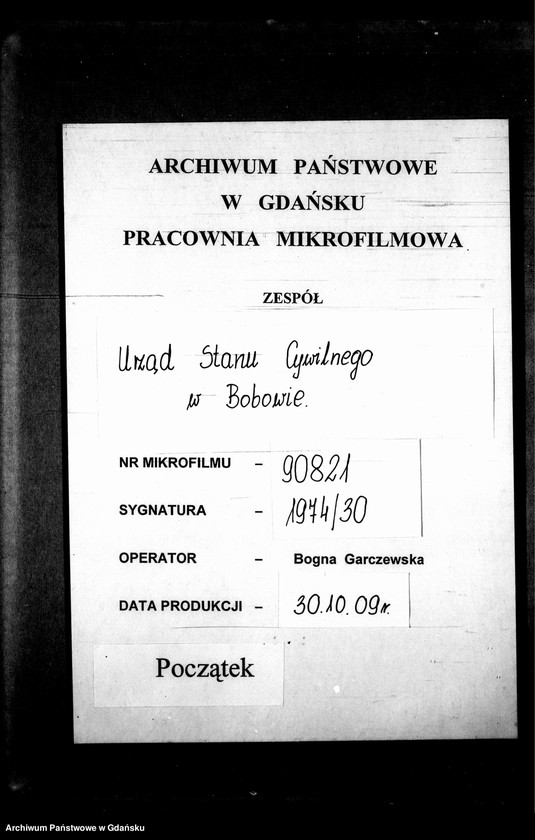 ARCHIWUM PAŃSTWOWE
W GDAŃSKU
PRACOWNIA MIKROFILMOWA
ZESPÓŁ
Urząd Stanu Cywilnego
w Bobowie.
NR MIKROFILMU – 90821
SYGNATURA – 1974/30
OPERATOR – Bogna Garczewska
DATA PRODUKCJI – 30.10.09r.
Początek
Archiwum Państwowe w Gdańsku